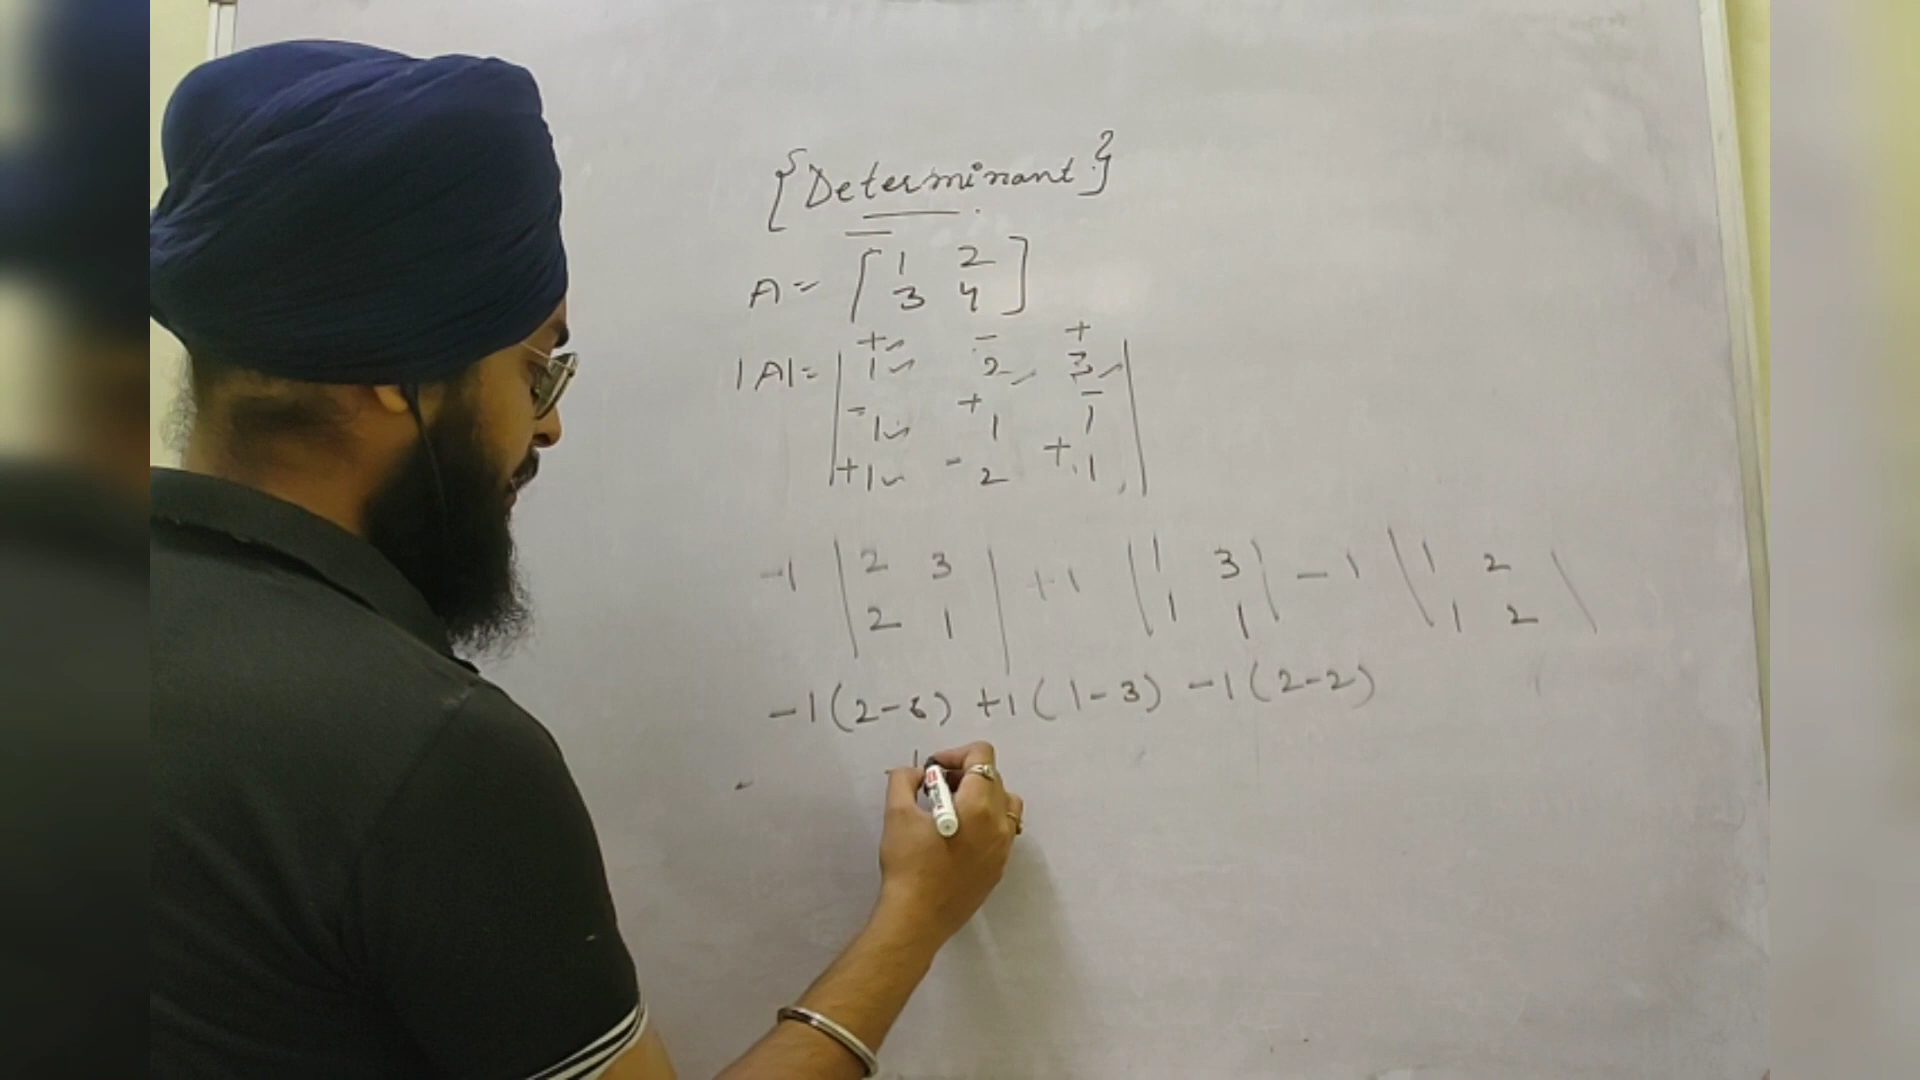 {Determinant}
A = [ 1 2
3 4 ]
+ - +
|A| = | 1 2 3 |
- + -
1 1 1
+1 - 2 + 1
-1 | 2 3 | + 1 | 1 3 | - 1 | 1 2 |
2 1 1 1 1 2
-1(2-6) +1(1-3) -1(2-2)